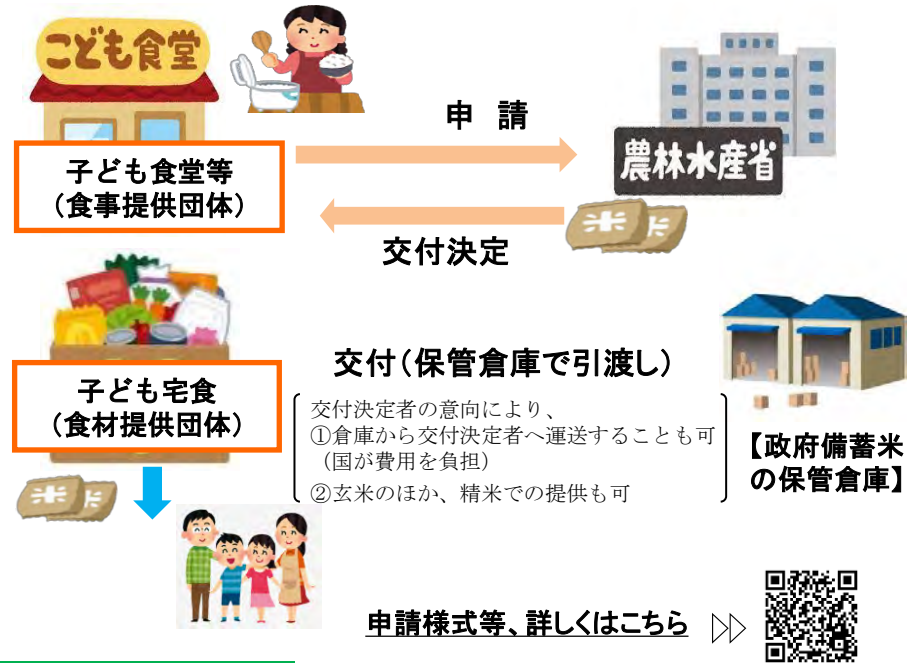 こども食堂
申 請
農林水産省
子ども食堂等
（食事提供団体）
米
米
交付決定
交付（保管倉庫で引渡し）
子ども宅食
（食材提供団体）
交付決定者の意向により、
①倉庫から交付決定者へ運送することも可
（国が費用を負担）
②玄米のほか、精米での提供も可
【政府備蓄米
の保管倉庫】
米
米
申請様式等、詳しくはこちら